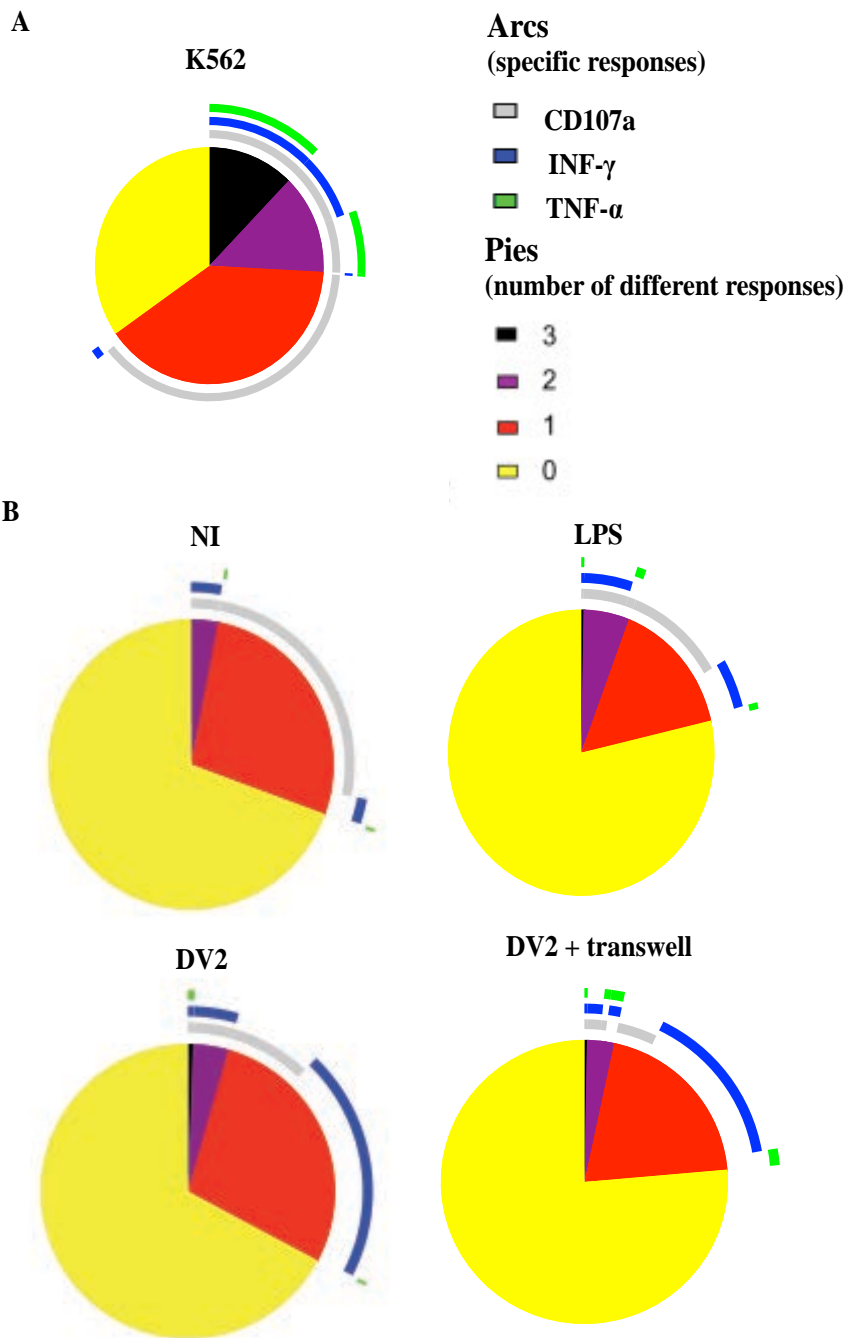 A
K562
Arcs
(specific responses)
CD107a
INF-γ
TNF-α
Pies
(number of different responses)
3
2
1
0
B
NI
LPS
DV2
DV2 + transwell